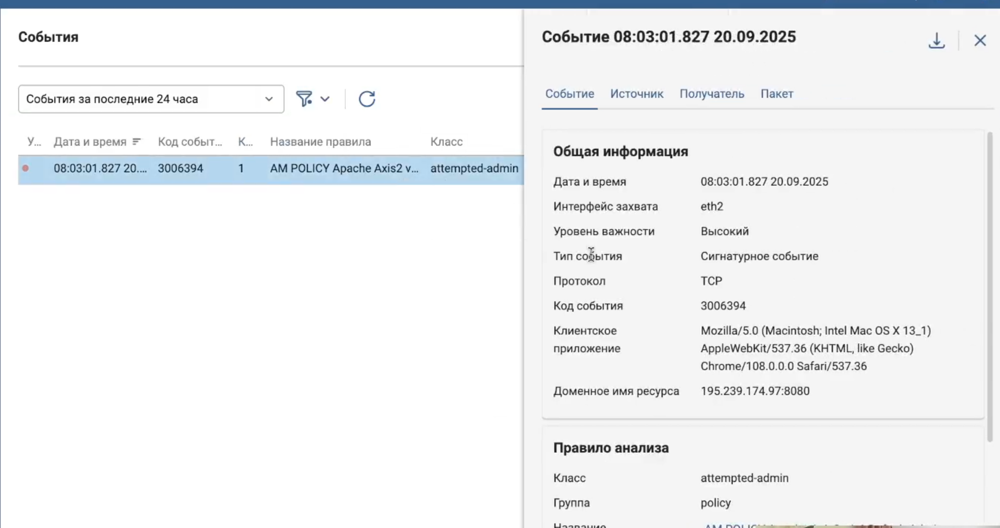 События
События за последние 24 часа
У... Дата и время Код событ... К... Название правила Класс
08:03:01.827 20.... 3006394 1 AM POLICY Apache Axis2 v... attempted-admin
Событие 08:03:01.827 20.09.2025
Событие Источник Получатель Пакет
Общая информация
Дата и время 08:03:01.827 20.09.2025
Интерфейс захвата eth2
Уровень важности Высокий
Тип события Сигнатурное событие
Протокол TCP
Код события 3006394
Клиентское Mozilla/5.0 (Macintosh; Intel Mac OS X 13_1)
приложение AppleWebKit/537.36 (KHTML, like Gecko)
Chrome/108.0.0.0 Safari/537.36
Доменное имя ресурса 195.239.174.97:8080
Правило анализа
Класс attempted-admin
Группа policy
Название AM POLICY